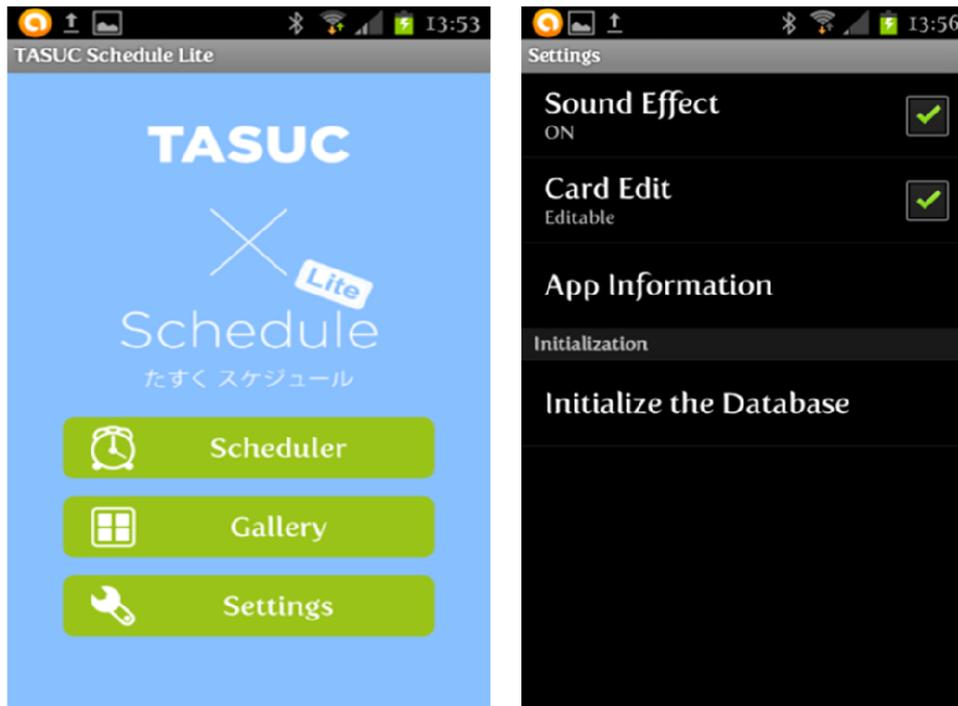 13:53
TASUC Schedule Lite
TASUC
Lite
Schedule
たすく スケジュール
Scheduler
Gallery
Settings
13:56
Settings
Sound Effect
ON
Card Edit
Editable
App Information
Initialization
Initialize the Database